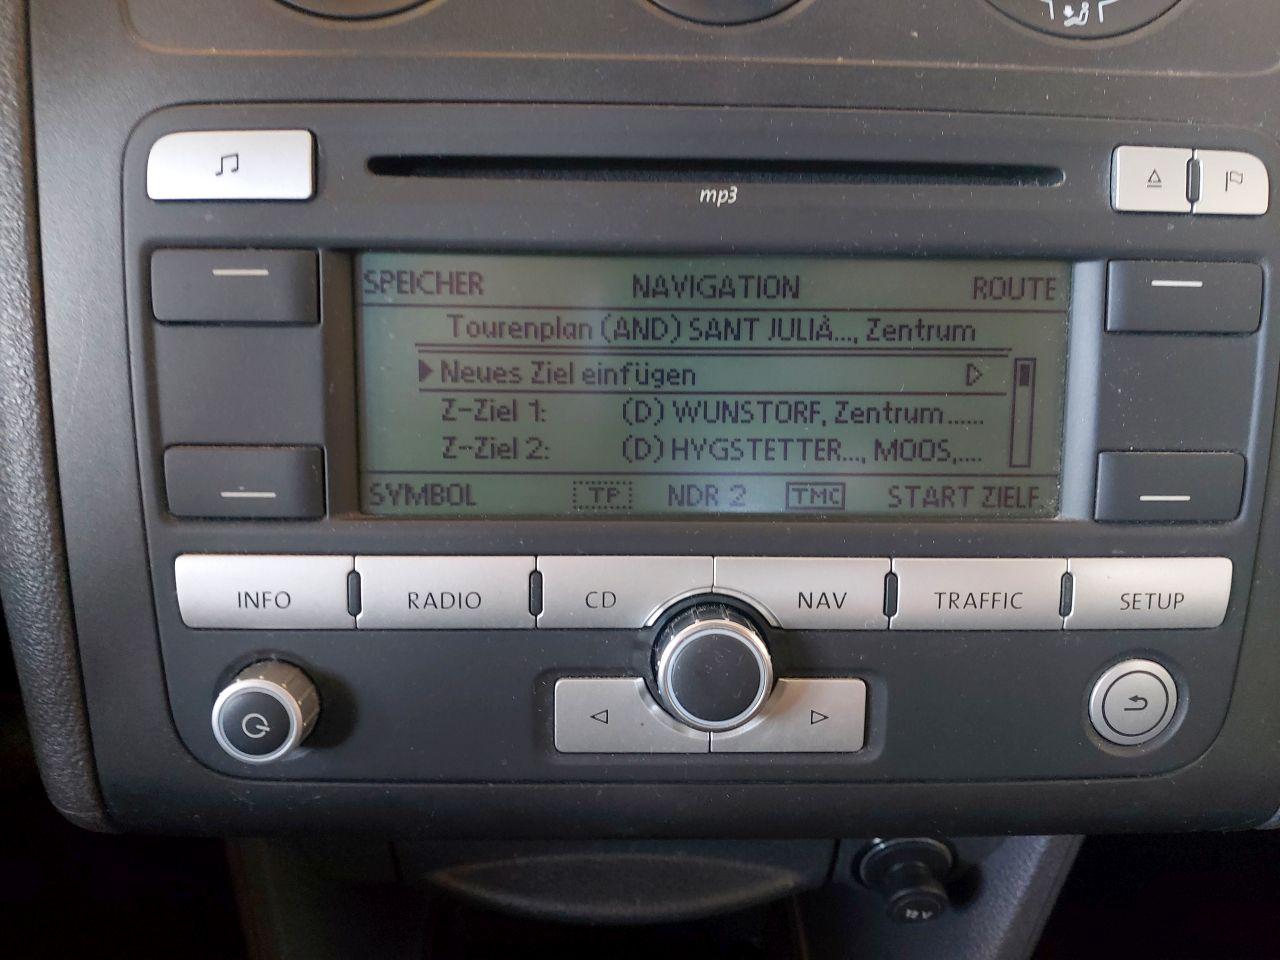 mp3
SPEICHER NAVIGATION ROUTE
Tourenplan (AND) SANT JULIÀ..., Zentrum
Neues Ziel einfügen
Z-Ziel 1: (D) WUNSTORF, Zentrum......
Z-Ziel 2: (D) HYGSTETTER..., MOOS,....
SYMBOL TP NDR 2 TMC START ZIELF.
INFO RADIO CD NAV TRAFFIC SETUP